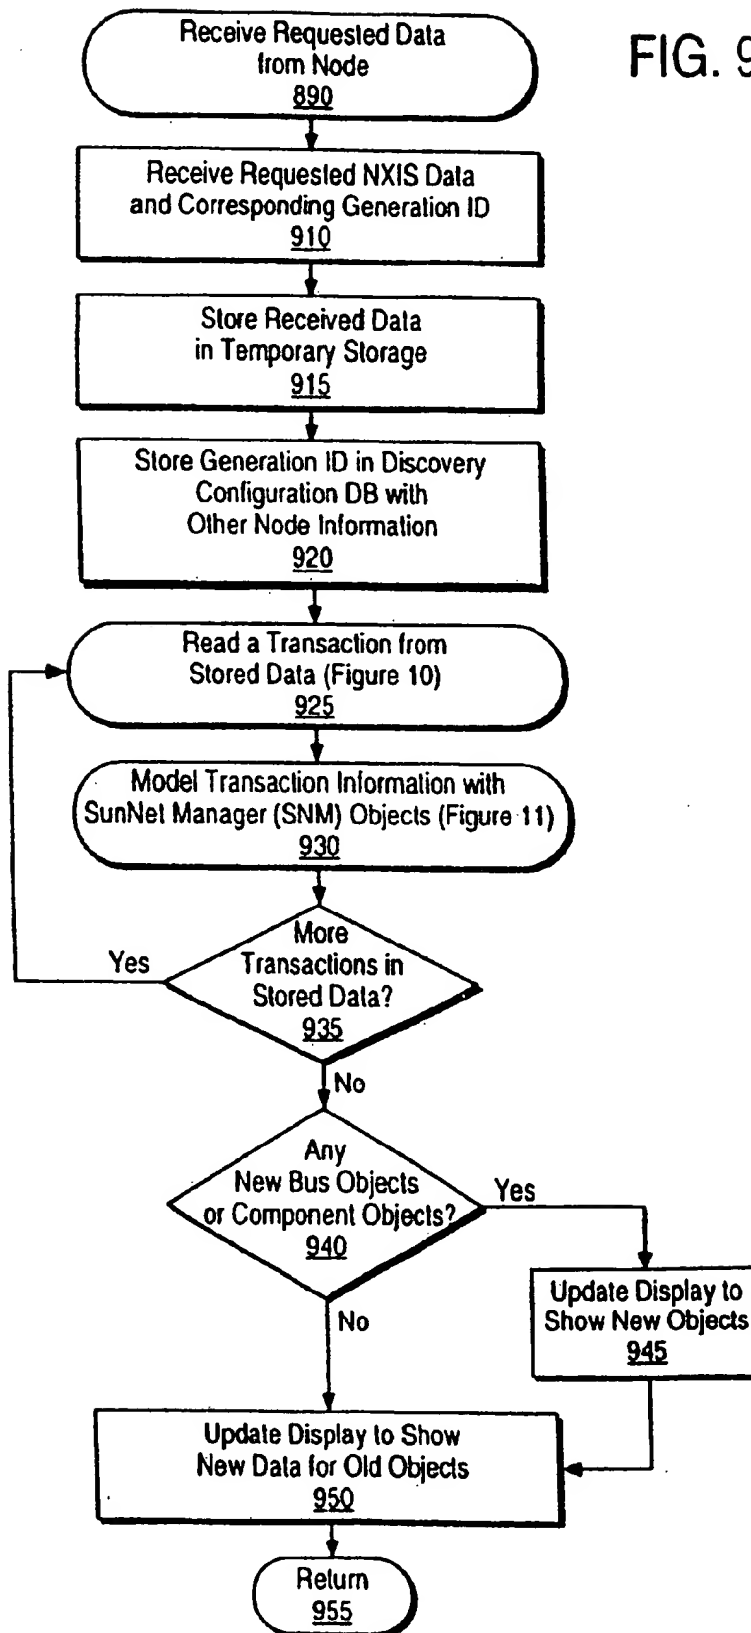 Receive Requested Data
from Node
890
FIG. 9
Receive Requested NXIS Data
and Corresponding Generation ID
910
Store Received Data
in Temporary Storage
915
Store Generation ID in Discovery
Configuration DB with
Other Node Information
920
Read a Transaction from
Stored Data (Figure 10)
925
Model Transaction Information with
SunNet Manager (SNM) Objects (Figure 11)
930
More
Transactions in
Stored Data?
935
Yes
No
Any
New Bus Objects
or Component Objects?
940
Yes
No
Update Display to
Show New Objects
945
Update Display to Show
New Data for Old Objects
950
Return
955